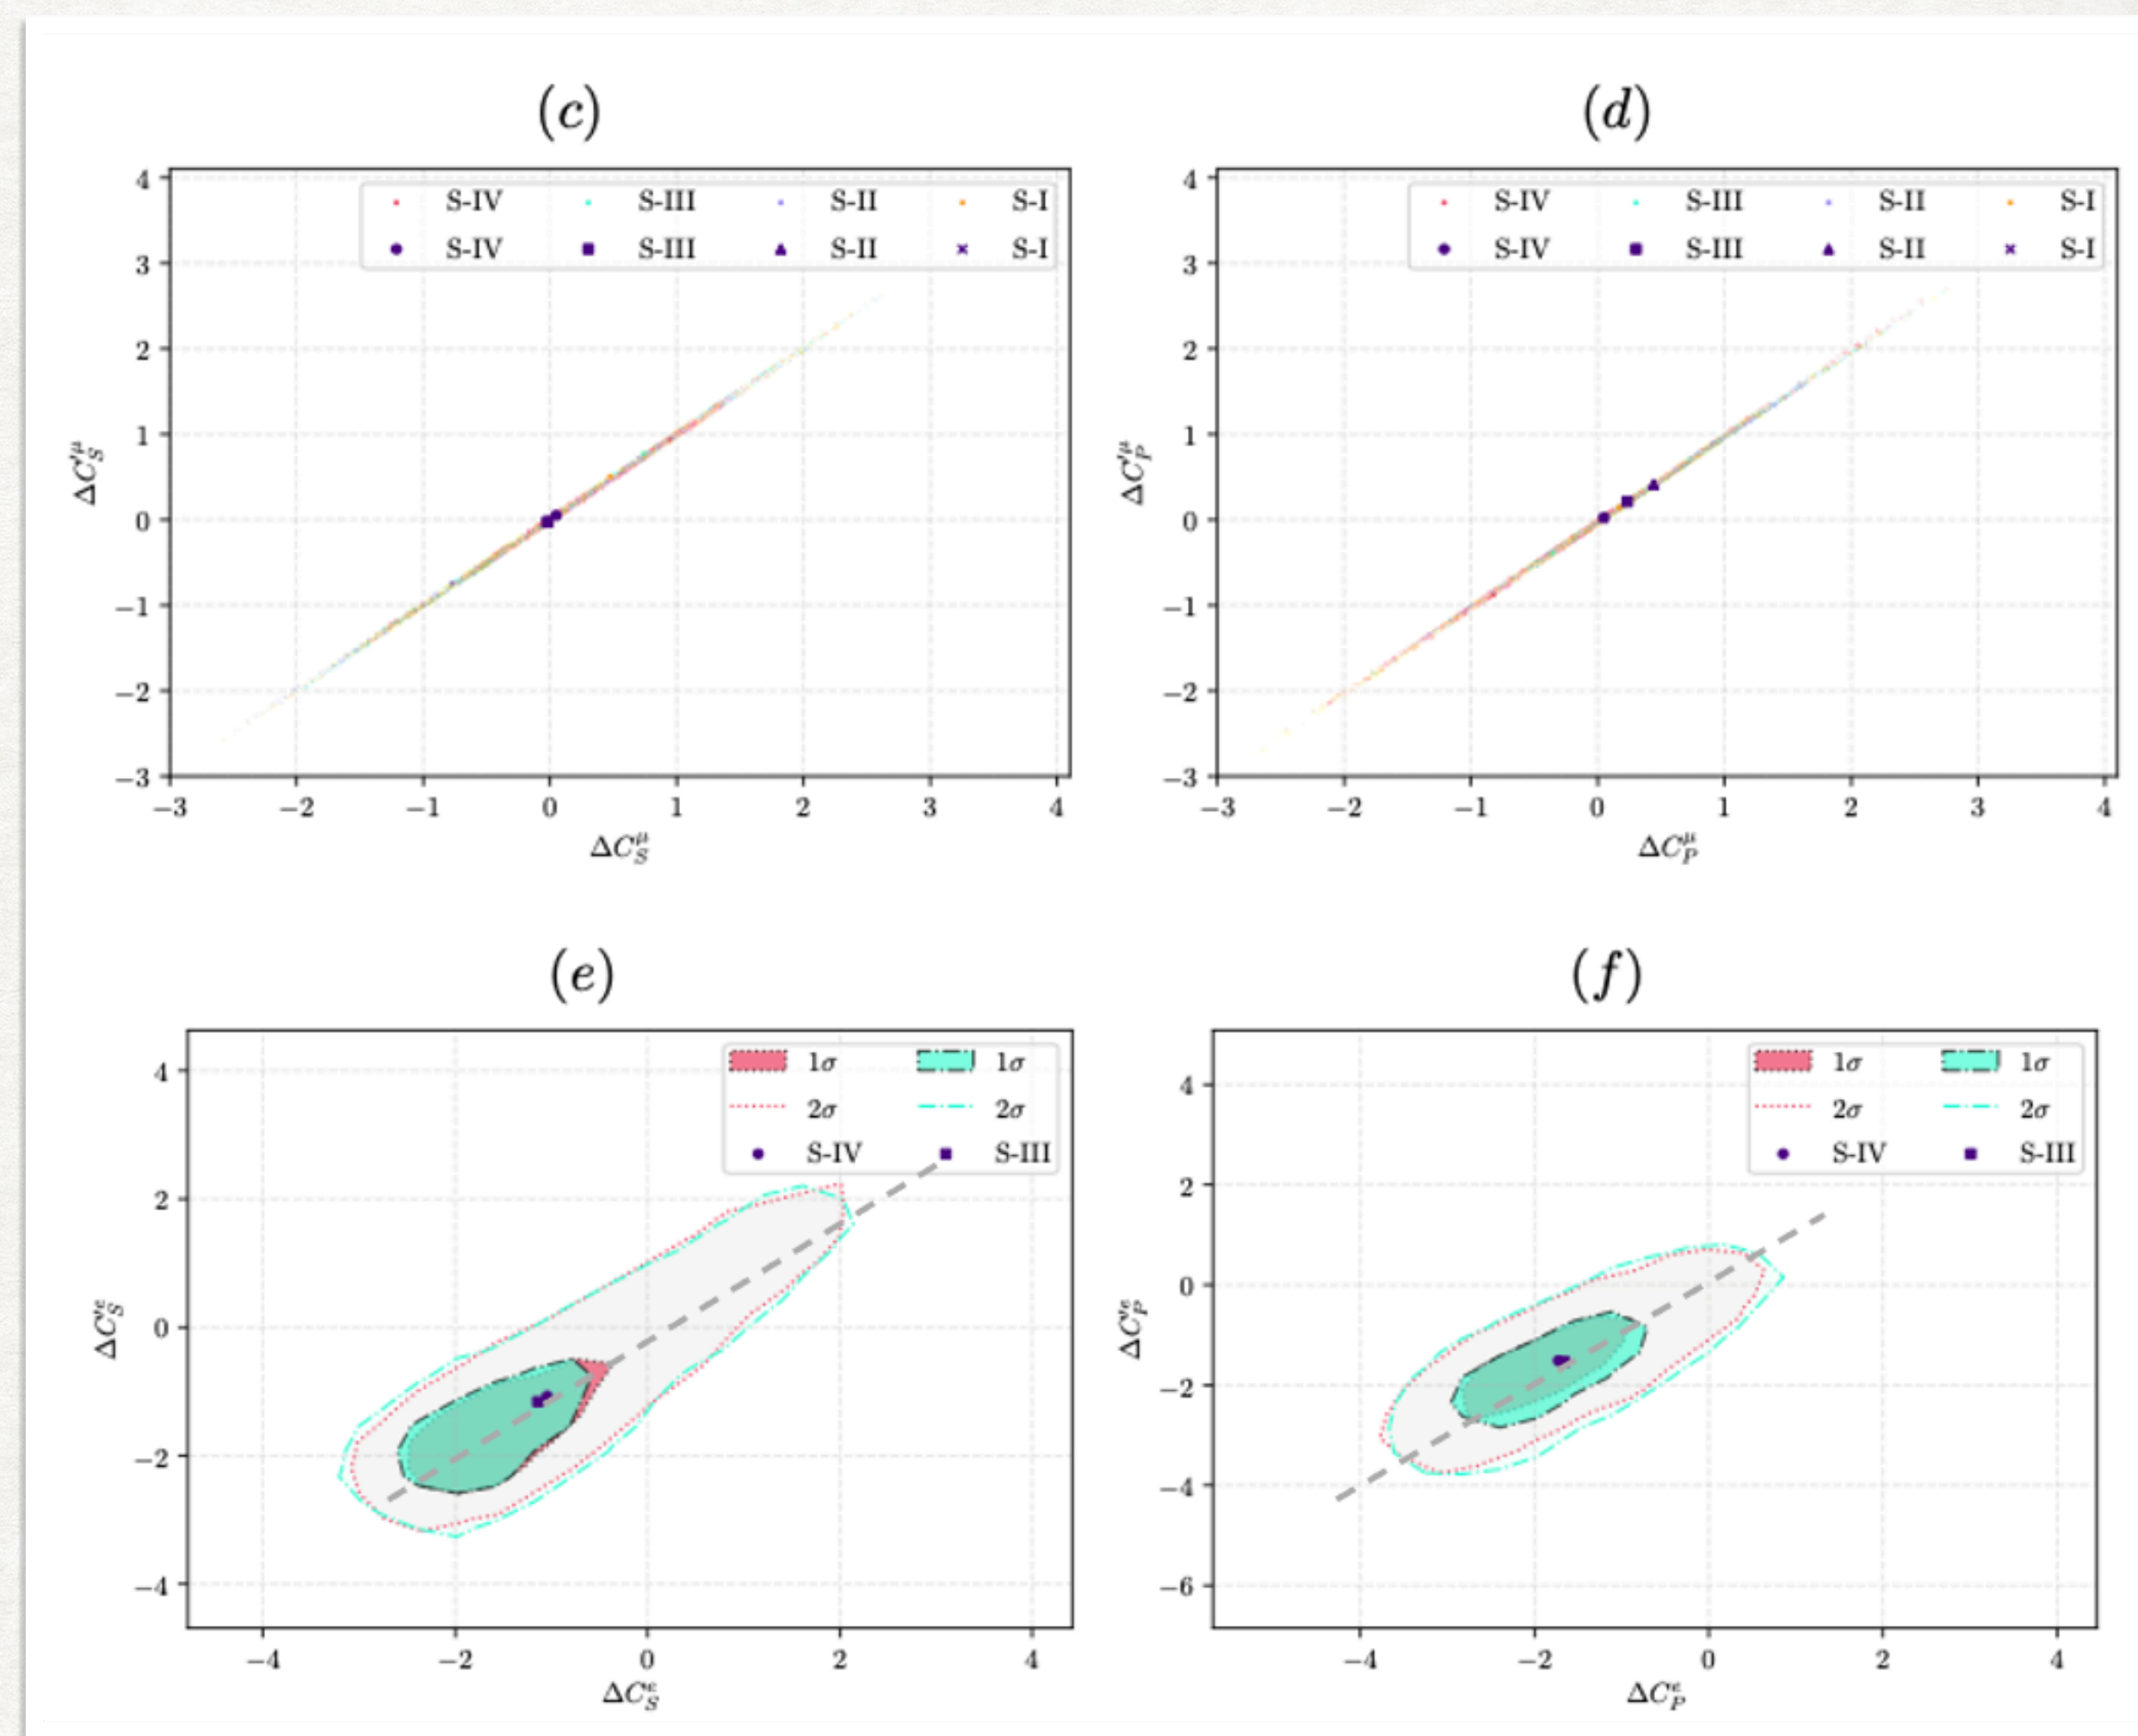 (c)
4
3
2
1
0
−1
−2
−3
ΔC′ᵘ_S
S-IV S-III S-II S-I
S-IV S-III S-II S-I
−3 −2 −1 0 1 2 3 4
ΔC^μ_S
(d)
4
3
2
1
0
−1
−2
−3
ΔC′^μ_P
S-IV S-III S-II S-I
S-IV S-III S-II S-I
−3 −2 −1 0 1 2 3 4
ΔC^μ_P
(e)
4
2
0
−2
−4
ΔC′^e_S
1σ 1σ
2σ 2σ
S-IV S-III
−4 −2 0 2 4
ΔC^e_S
(f)
4
2
0
−2
−4
−6
ΔC′^e_P
1σ 1σ
2σ 2σ
S-IV S-III
−4 −2 0 2 4
ΔC^e_P